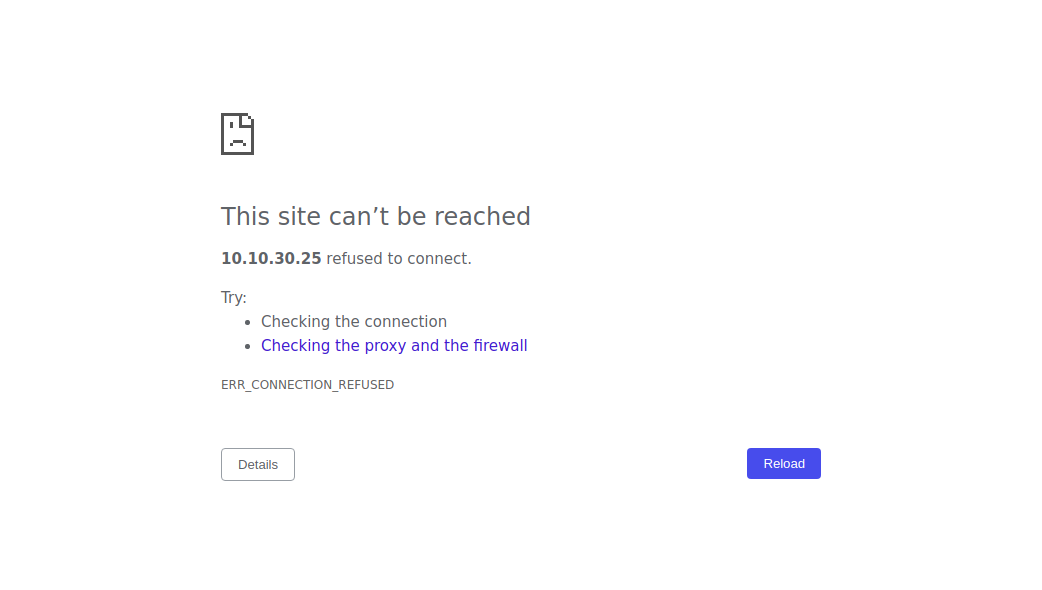 This site can’t be reached
10.10.30.25 refused to connect.
Try:
Checking the connection
Checking the proxy and the firewall
ERR_CONNECTION_REFUSED
Details
Reload